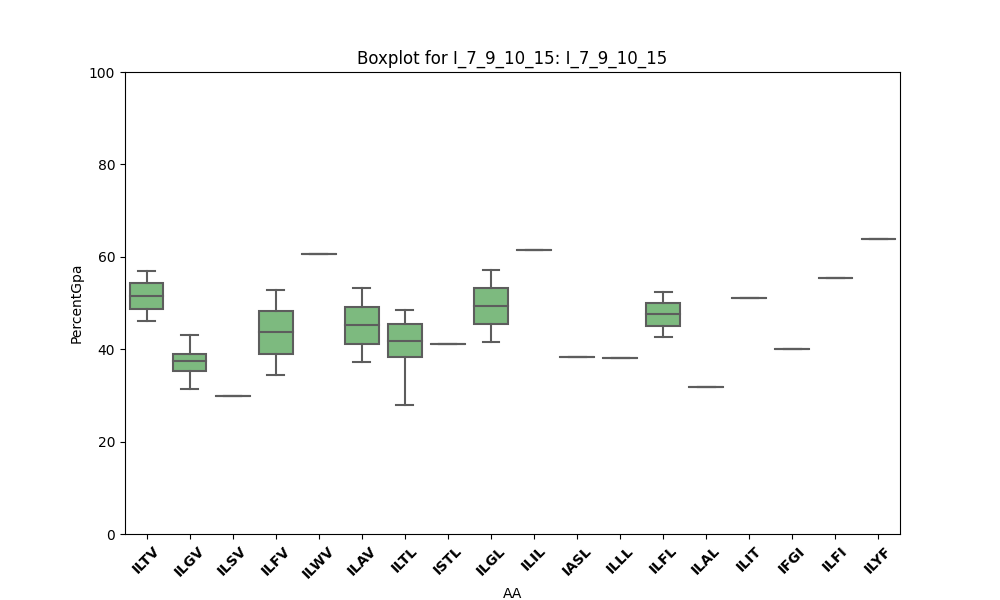 Boxplot for I_7_9_10_15: I_7_9_10_15
PercentGpa
100
80
60
40
20
0
ILTV ILGV ILSV ILFV ILWV ILAV ILTL ISTL ILGL ILIL IASL ILLL ILFL ILAL ILIT IFGI ILFI ILYF
AA